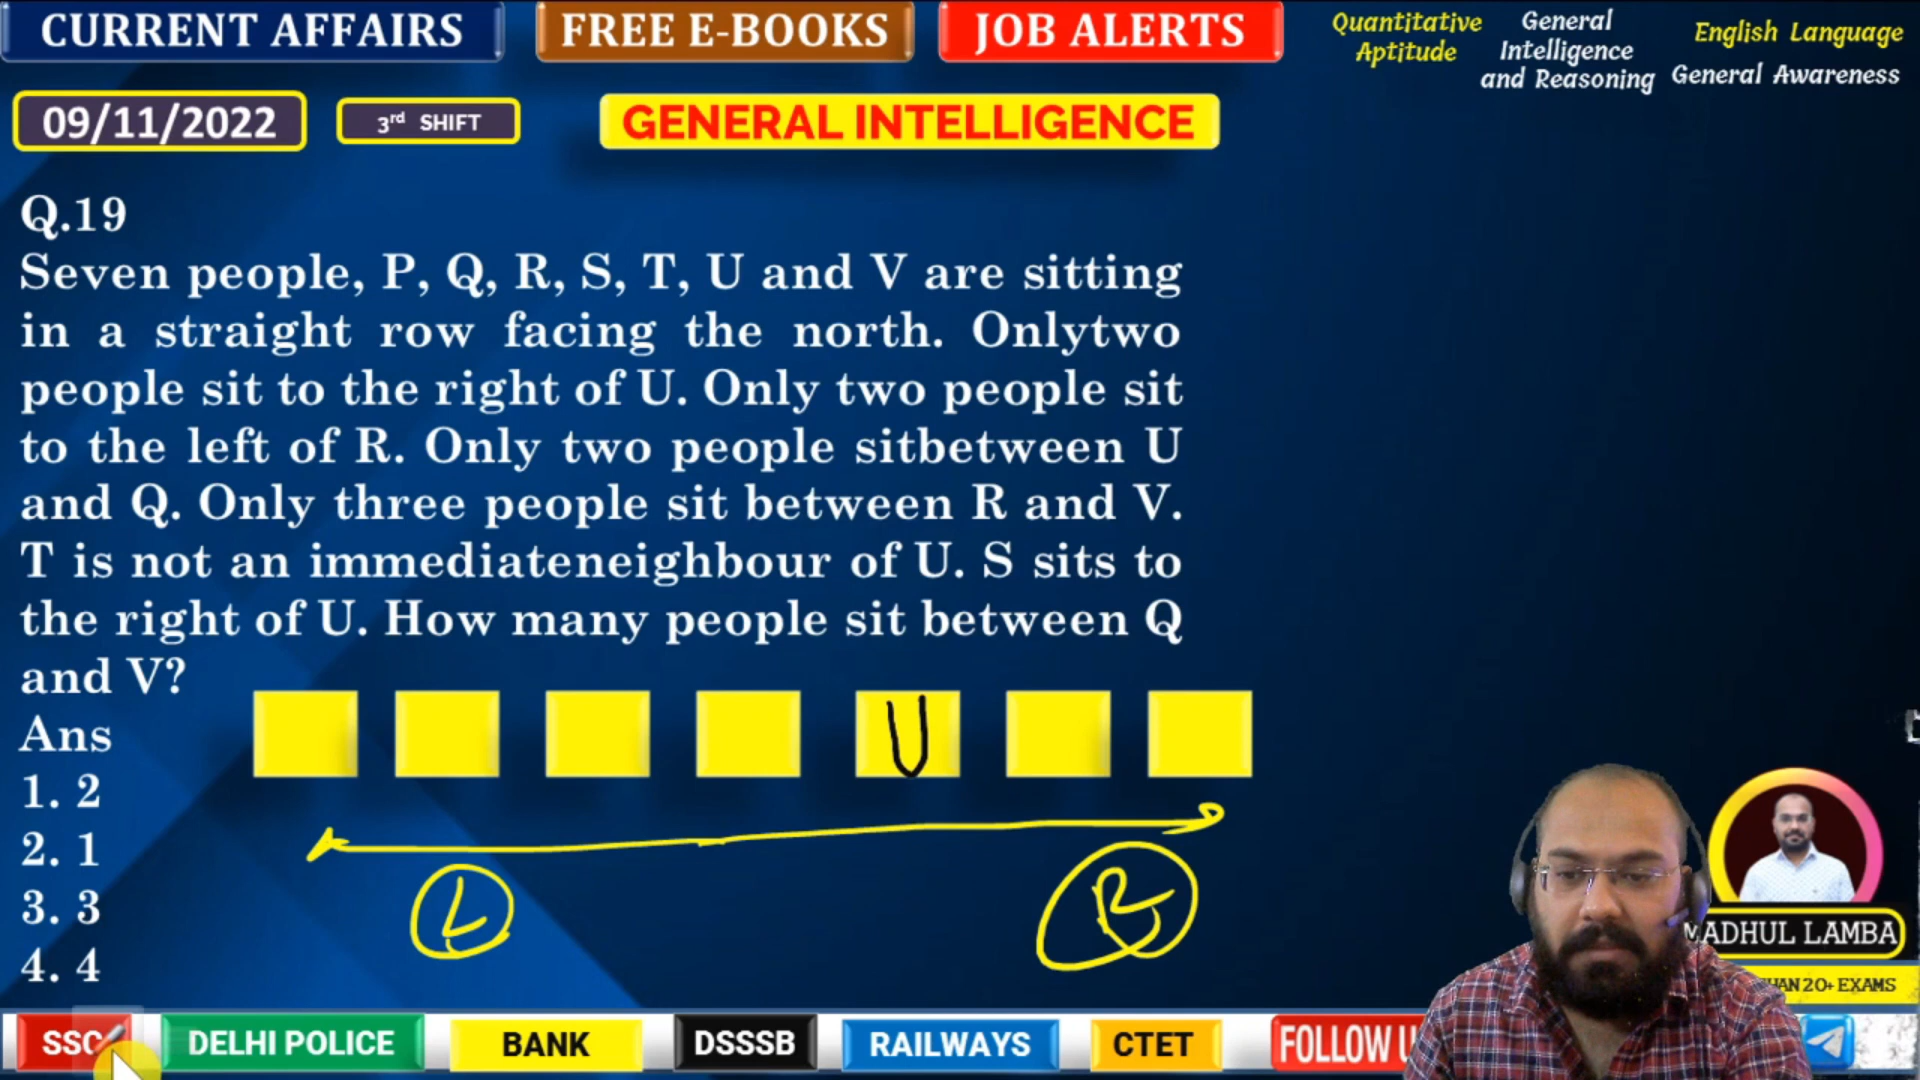 CURRENT AFFAIRS
FREE E-BOOKS
JOB ALERTS
Quantitative
Aptitude
General
Intelligence
and Reasoning
English Language
General Awareness
09/11/2022
3rd SHIFT
GENERAL INTELLIGENCE
Q.19
Seven people, P, Q, R, S, T, U and V are sitting
in a straight row facing the north. Onlytwo
people sit to the right of U. Only two people sit
to the left of R. Only two people sitbetween U
and Q. Only three people sit between R and V.
T is not an immediateneighbour of U. S sits to
the right of U. How many people sit between Q
and V?
U
Ans
1. 2
2. 1
3. 3
4. 4
L
R
MADHUL LAMBA
20+ EXAMS
SSC
DELHI POLICE
BANK
DSSSB
RAILWAYS
CTET
FOLLOW